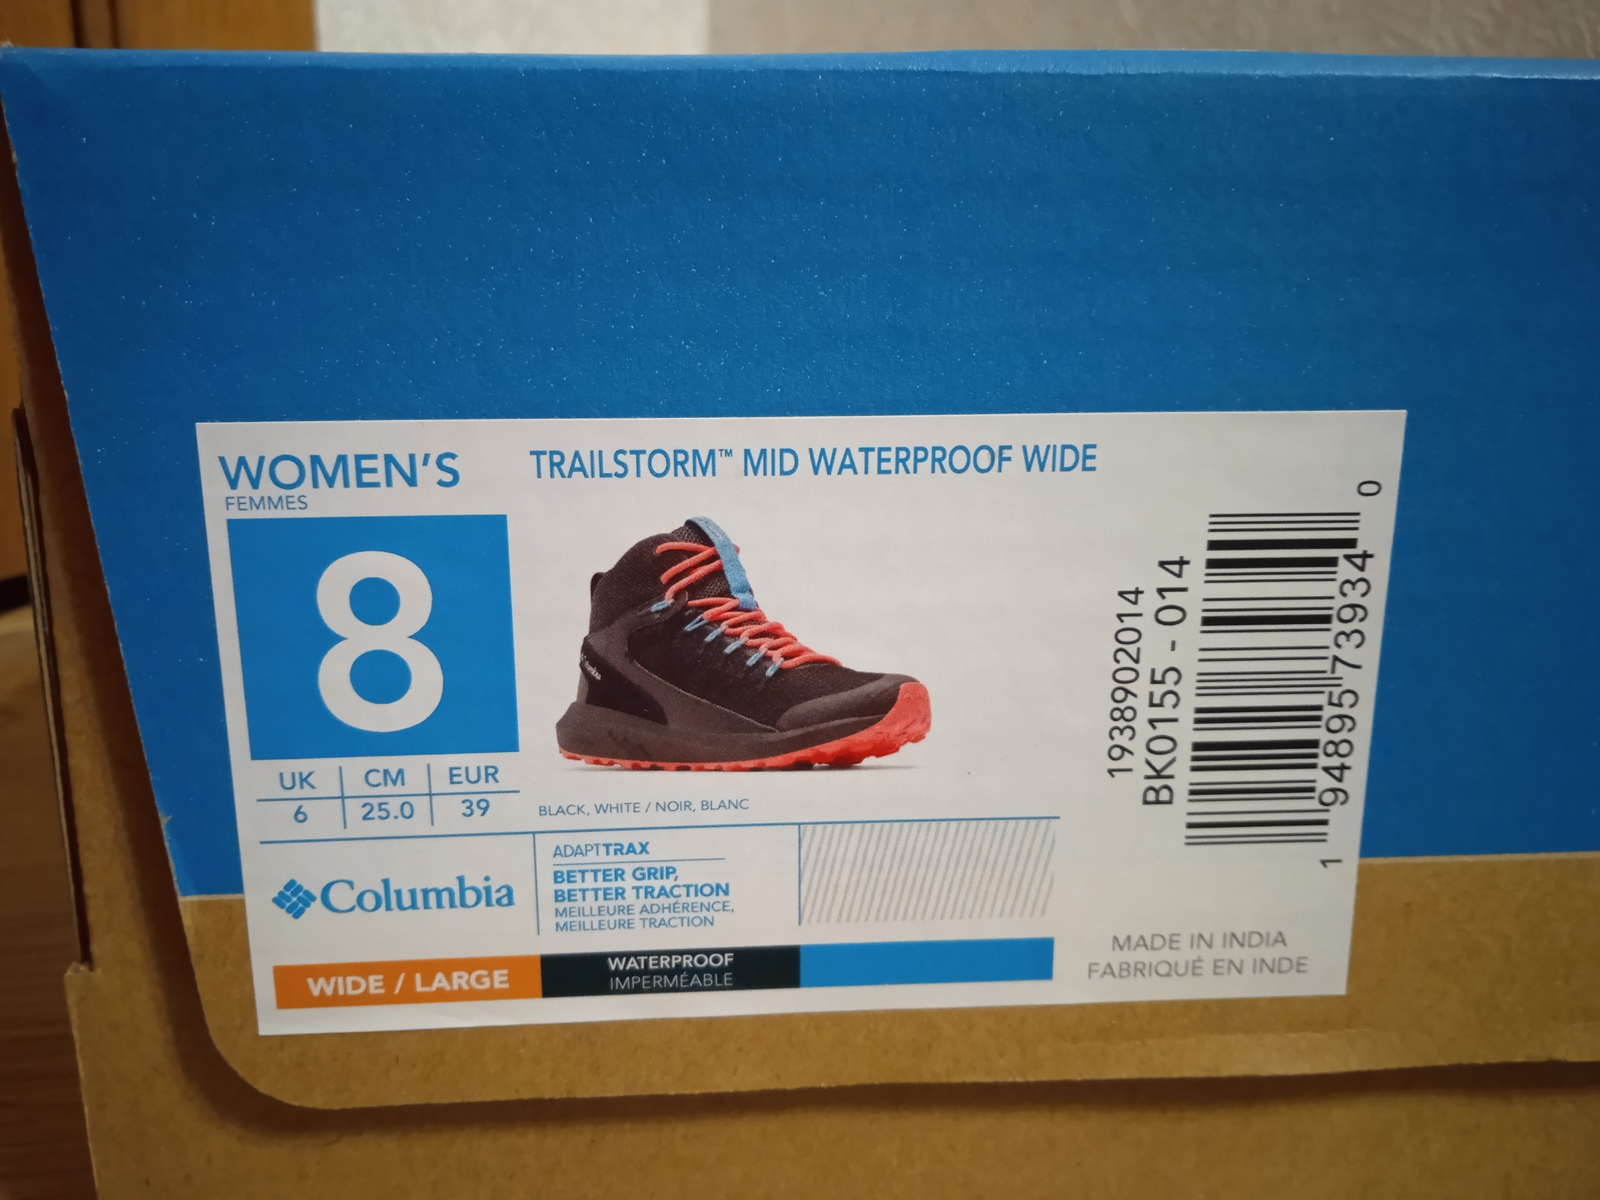 WOMEN'S
FEMMES
8
UK | CM | EUR
6 | 25.0 | 39
TRAILSTORM™ MID WATERPROOF WIDE
Columbia
BLACK, WHITE / NOIR, BLANC
Columbia
ADAPTTRAX
BETTER GRIP,
BETTER TRACTION
MEILLEURE ADHÉRENCE,
MEILLEURE TRACTION
WIDE / LARGE
WATERPROOF
IMPERMÉABLE
1938902014
BK0155 - 014
1 94895 73934 0
MADE IN INDIA
FABRIQUÉ EN INDE